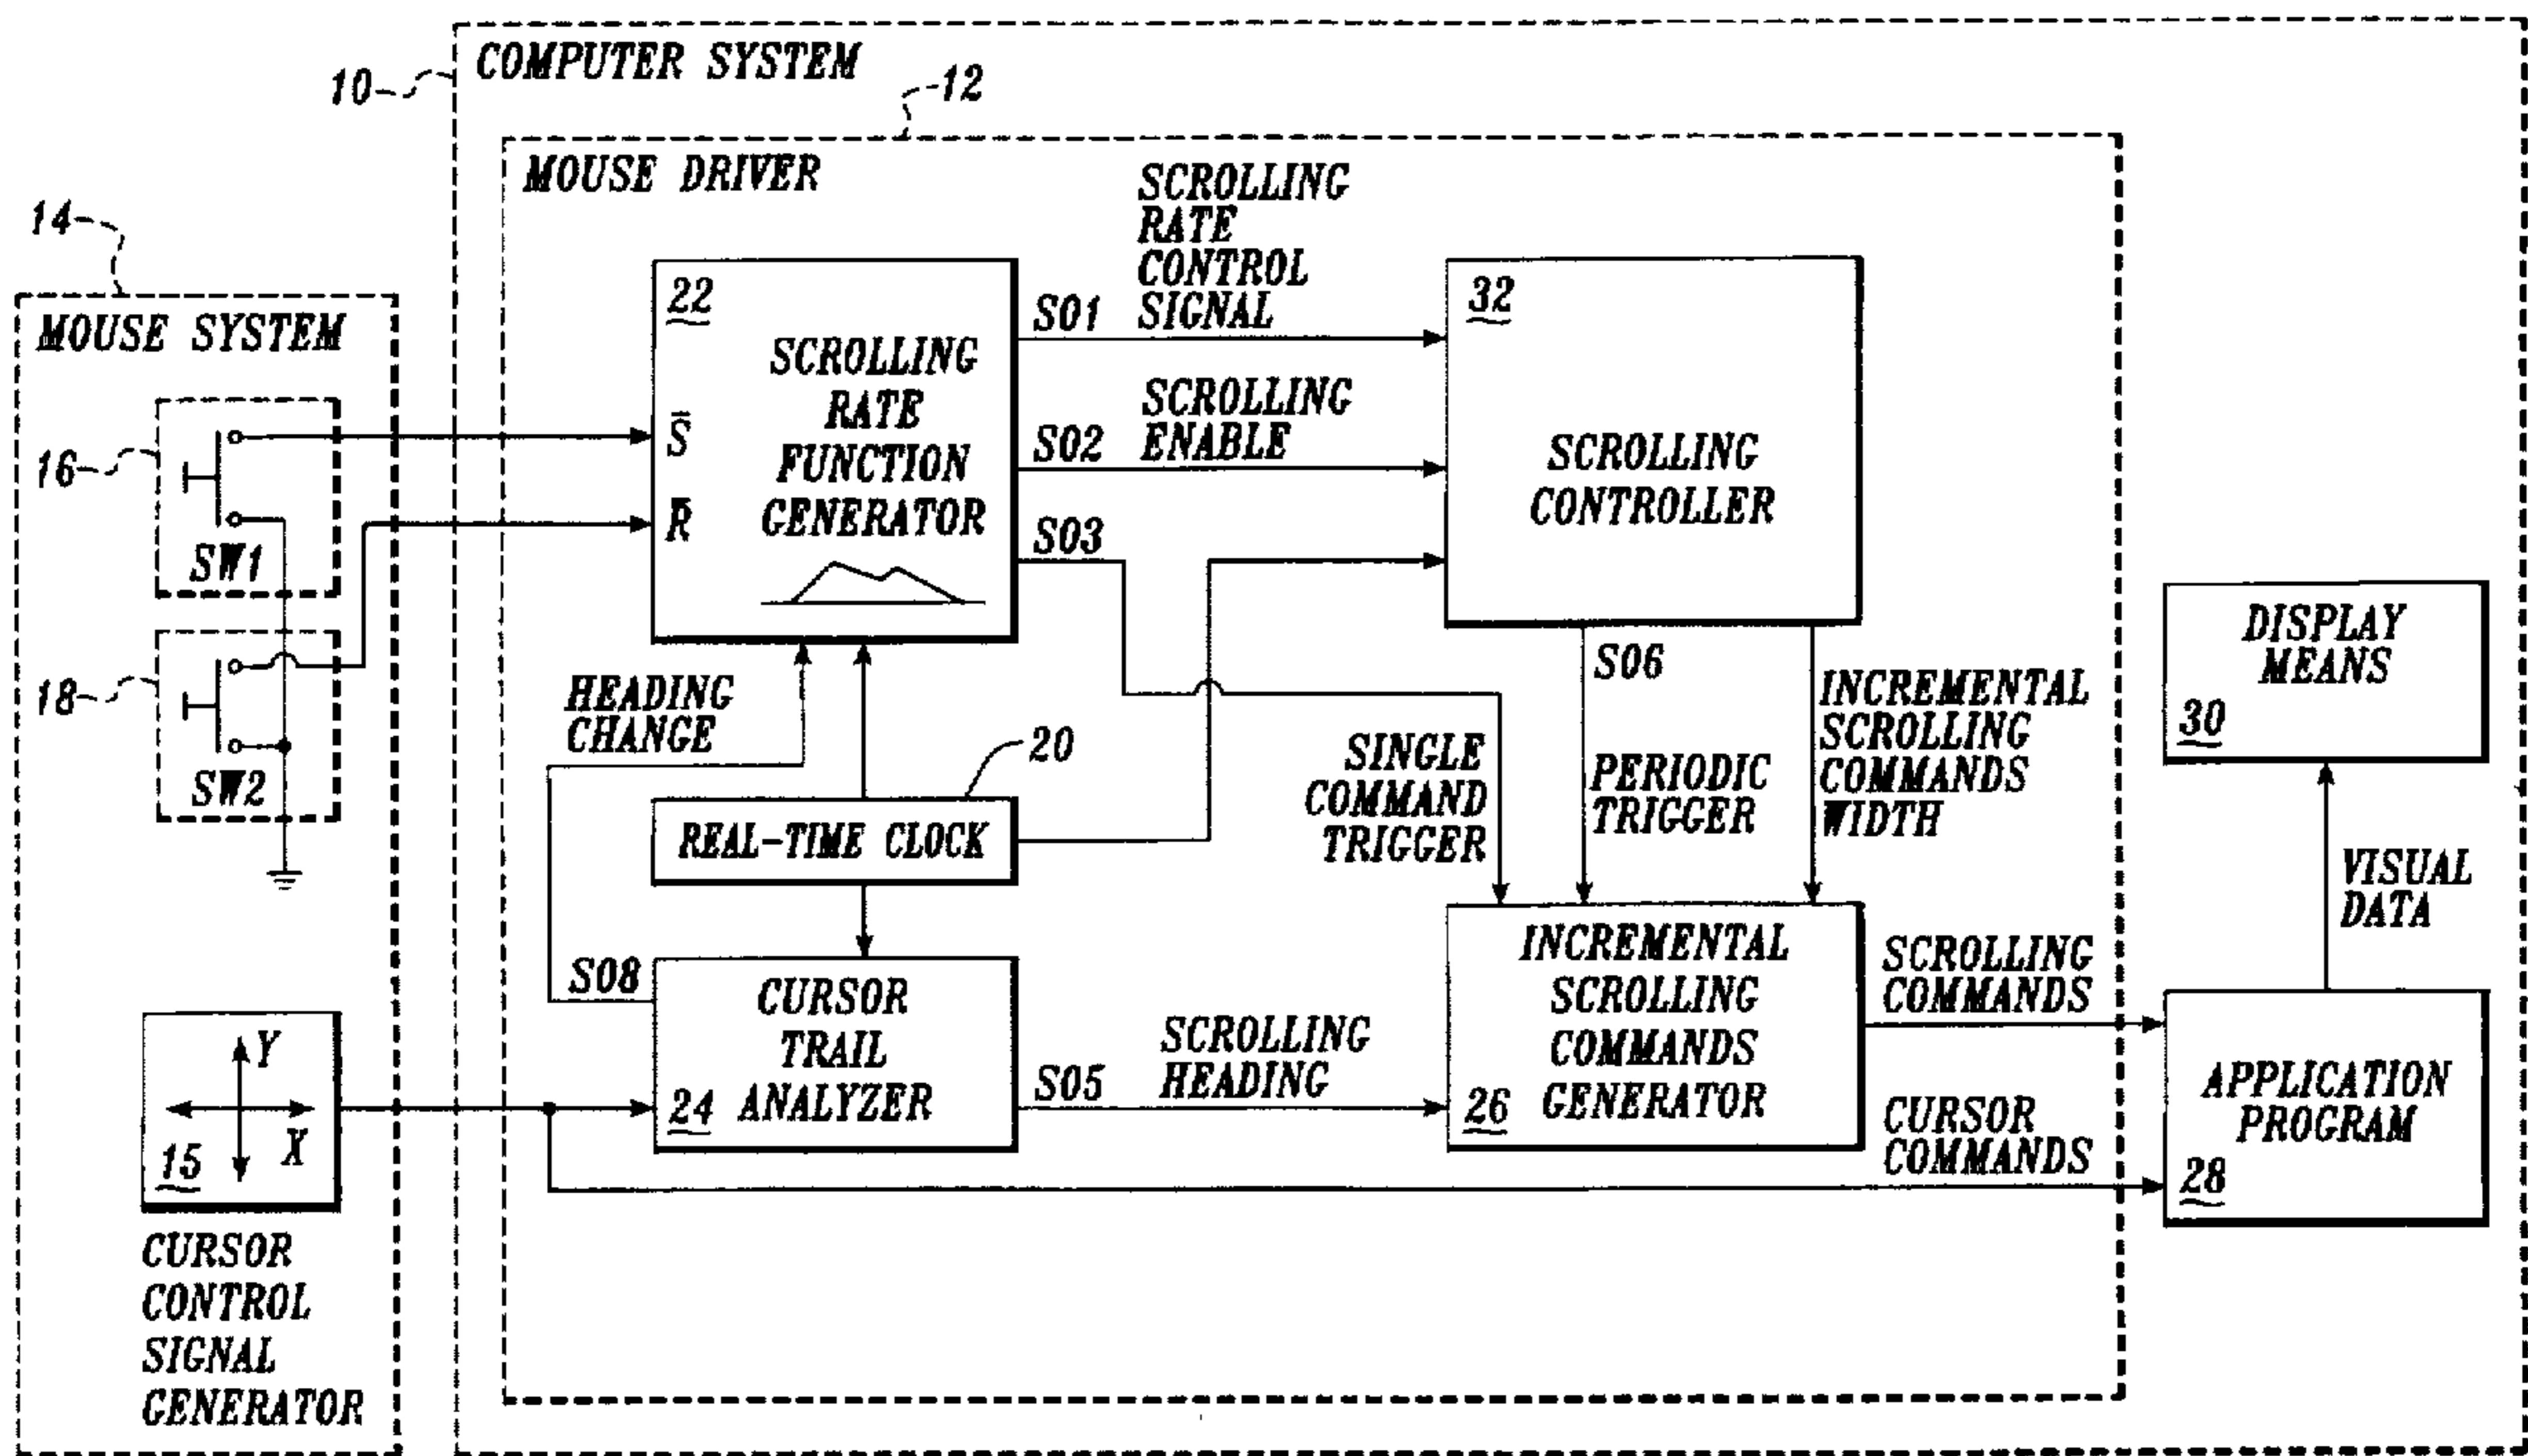 COMPUTER SYSTEM
10
12
MOUSE DRIVER
14
MOUSE SYSTEM
16
SW1
18
SW2
22
S̅
R̅
SCROLLING
RATE
FUNCTION
GENERATOR
S01
SCROLLING
RATE
CONTROL
SIGNAL
S02
SCROLLING
ENABLE
S03
32
SCROLLING
CONTROLLER
HEADING
CHANGE
20
REAL-TIME CLOCK
SINGLE
COMMAND
TRIGGER
S06
PERIODIC
TRIGGER
INCREMENTAL
SCROLLING
COMMANDS
WIDTH
DISPLAY
MEANS
30
VISUAL
DATA
S08
CURSOR
TRAIL
ANALYZER
24
S05
SCROLLING
HEADING
INCREMENTAL
SCROLLING
COMMANDS
GENERATOR
26
SCROLLING
COMMANDS
CURSOR
COMMANDS
APPLICATION
PROGRAM
28
Y
X
15
CURSOR
CONTROL
SIGNAL
GENERATOR